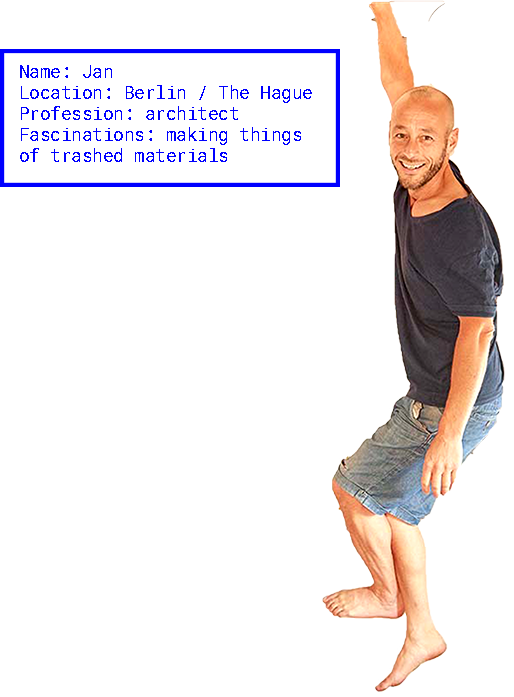 Name: Jan
Location: Berlin / The Hague
Profession: architect
Fascinations: making things
of trashed materials